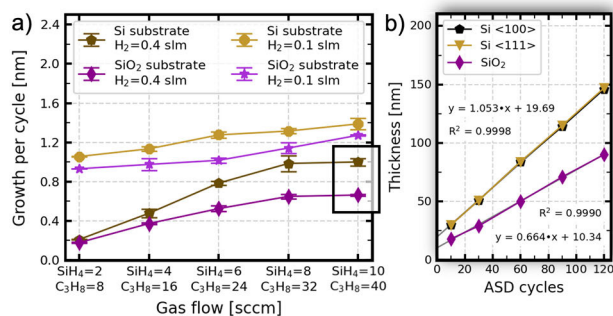 a)
Si substrate
H₂=0.4 slm
Si substrate
H₂=0.1 slm
SiO₂ substrate
H₂=0.4 slm
SiO₂ substrate
H₂=0.1 slm
Growth per cycle [nm]
2.4
2.0
1.6
1.2
0.8
0.4
0.0
SiH₄=2
C₃H₈=8
SiH₄=4
C₃H₈=16
SiH₄=6
C₃H₈=24
SiH₄=8
C₃H₈=32
SiH₄=10
C₃H₈=40
Gas flow [sccm]
b)
Si <100>
Si <111>
SiO₂
Thickness [nm]
200
150
100
50
0
y = 1.053•x + 19.69
R² = 0.9998
R² = 0.9990
y = 0.664•x + 10.34
0 20 40 60 80 100 120
ASD cycles